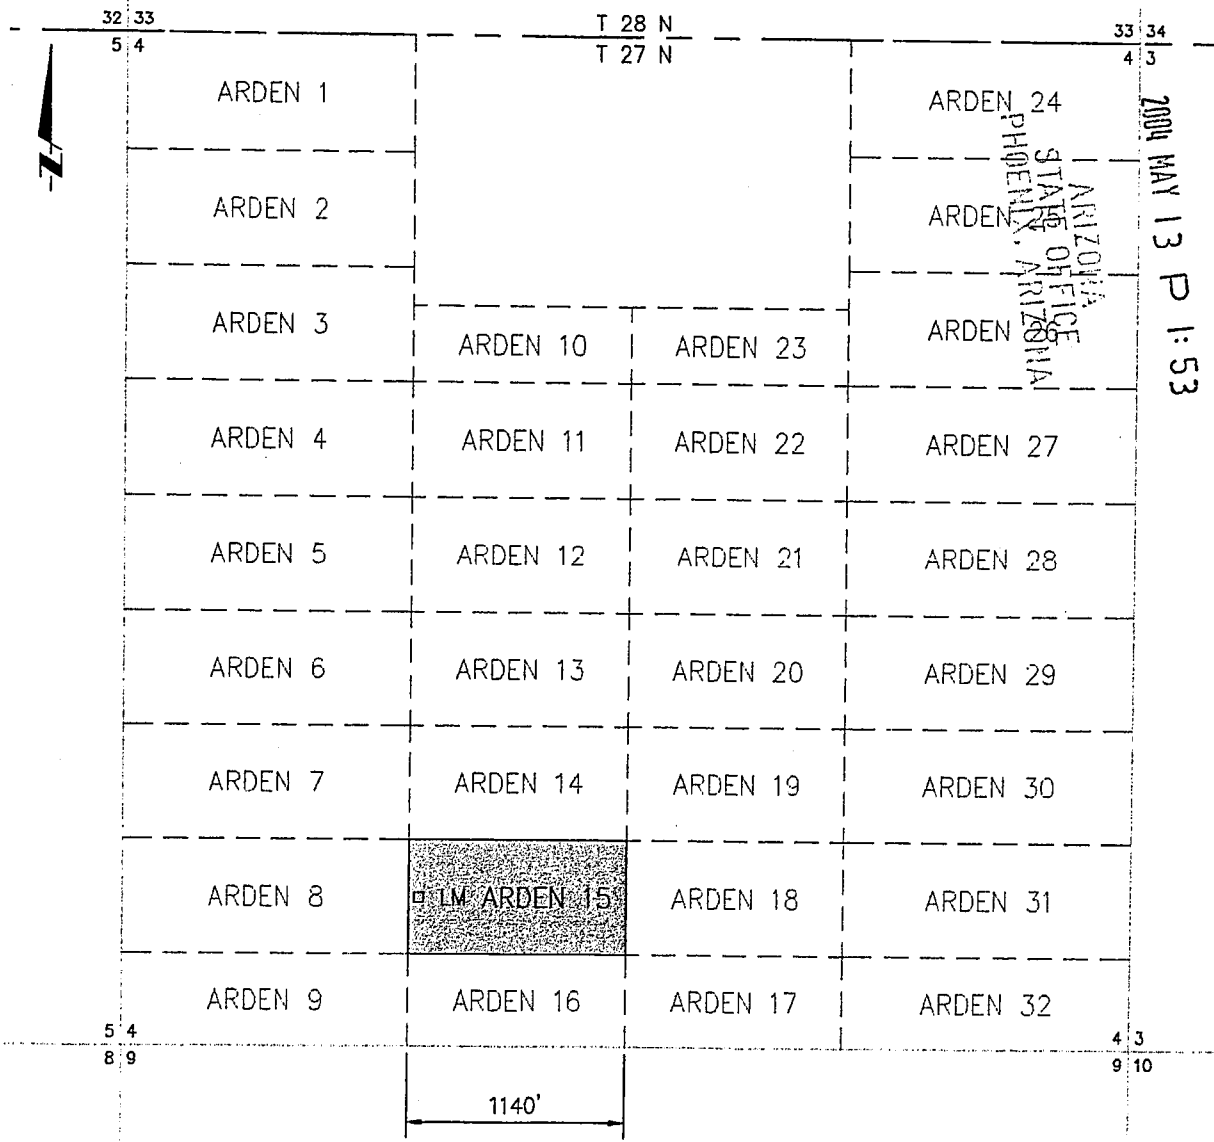 32 33
T 28 N
33 34
5 4
T 27 N
4 3
N
ARDEN 1
ARDEN 24
2004 MAY 13 P 1:53
ARIZONA
STATE OFFICE
PHOENIX, ARIZONA
ARDEN 2
ARDEN
ARDEN 3
ARDEN 10
ARDEN 23
ARDEN
ARDEN 4
ARDEN 11
ARDEN 22
ARDEN 27
ARDEN 5
ARDEN 12
ARDEN 21
ARDEN 28
ARDEN 6
ARDEN 13
ARDEN 20
ARDEN 29
ARDEN 7
ARDEN 14
ARDEN 19
ARDEN 30
ARDEN 8
LM ARDEN 15
ARDEN 18
ARDEN 31
ARDEN 9
ARDEN 16
ARDEN 17
ARDEN 32
5 4
4 3
8 9
9 10
1140'